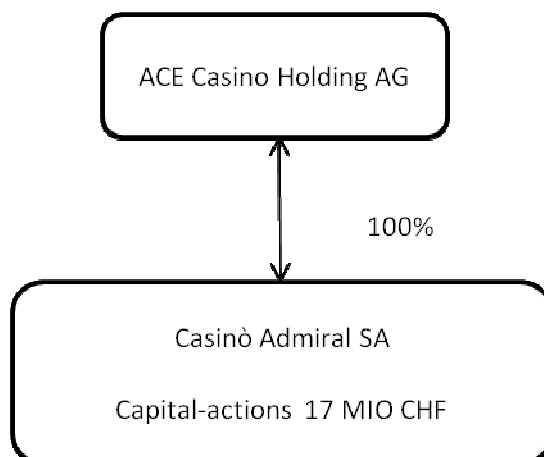 ACE Casino Holding AG
100%
Casinò Admiral SA
Capital-actions 17 MIO CHF